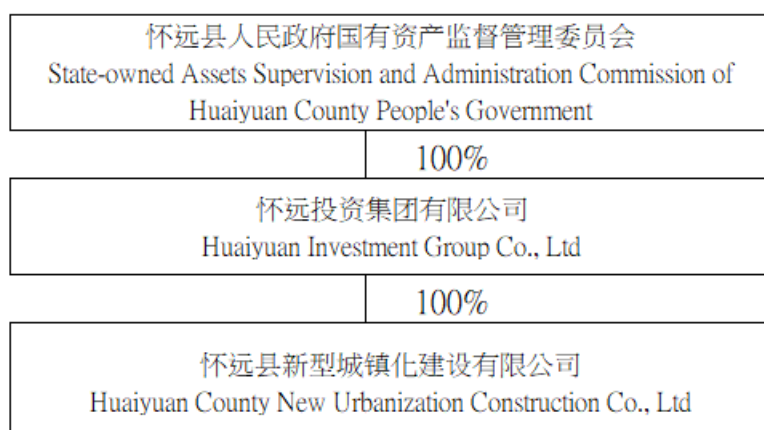 怀远县人民政府国有资产监督管理委员会
State-owned Assets Supervision and Administration Commission of
Huaiyuan County People's Government
100%
怀远投资集团有限公司
Huaiyuan Investment Group Co., Ltd
100%
怀远县新型城镇化建设有限公司
Huaiyuan County New Urbanization Construction Co., Ltd